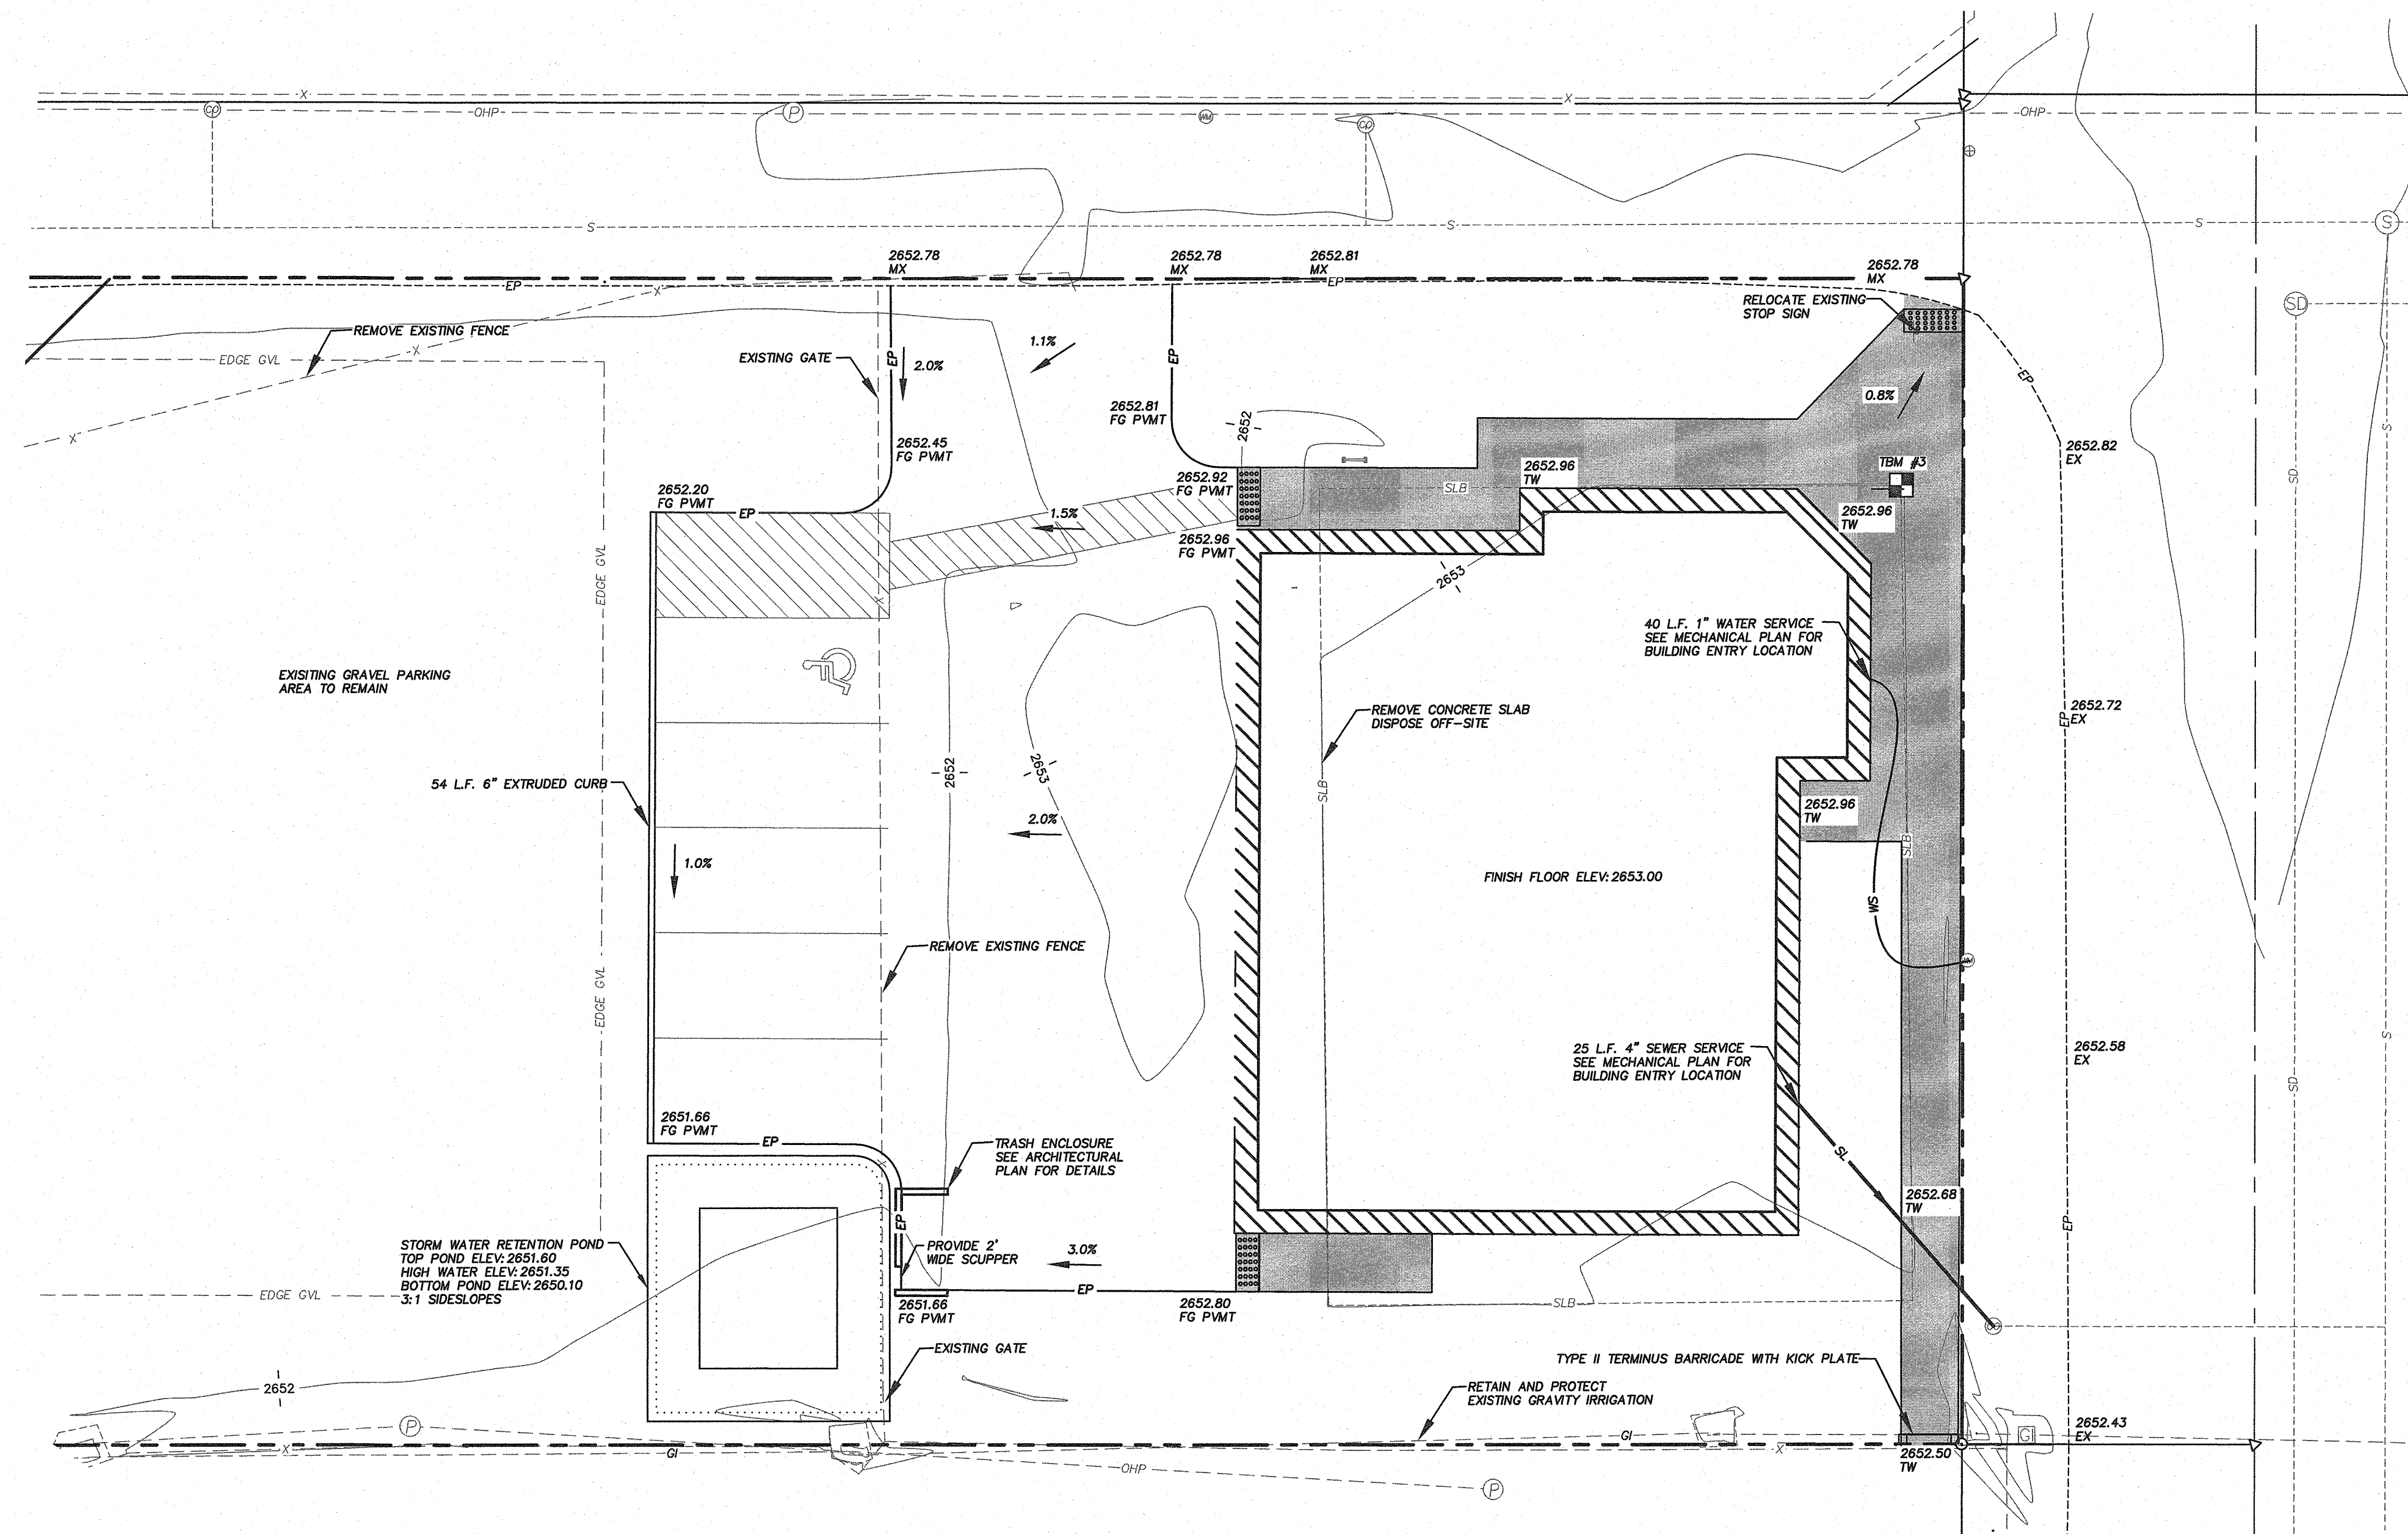 X
X
CO
OHP
P
WM
CO
OHP
S
S
S
S
2652.78
MX
2652.78
MX
2652.81
MX
2652.78
MX
EP
EP
X
RELOCATE EXISTING
STOP SIGN
SD
REMOVE EXISTING FENCE
X
EDGE GVL
EXISTING GATE
EP
2.0%
1.1%
EP
EP
0.8%
X
2652.81
FG PVMT
2652
2652.45
FG PVMT
2652.82
EX
S
2652.20
FG PVMT
2652.92
FG PVMT
2652.96
TW
TBM #3
SLB
SD
EP
1.5%
2652.96
TW
2652.96
FG PVMT
EDGE GVL
2653
X
40 L.F. 1" WATER SERVICE
SEE MECHANICAL PLAN FOR
BUILDING ENTRY LOCATION
EXISITING GRAVEL PARKING
AREA TO REMAIN
REMOVE CONCRETE SLAB
DISPOSE OFF-SITE
2652.72
EX
EP
54 L.F. 6" EXTRUDED CURB
2652
2653
SLB
2652.96
TW
2.0%
SLB
1.0%
FINISH FLOOR ELEV: 2653.00
WS
REMOVE EXISTING FENCE
EDGE GVL
25 L.F. 4" SEWER SERVICE
SEE MECHANICAL PLAN FOR
BUILDING ENTRY LOCATION
2652.58
EX
S
SD
2651.66
FG PVMT
EP
TRASH ENCLOSURE
SEE ARCHITECTURAL
PLAN FOR DETAILS
X
SL
2652.68
TW
EP
EP
STORM WATER RETENTION POND
TOP POND ELEV: 2651.60
HIGH WATER ELEV: 2651.35
BOTTOM POND ELEV: 2650.10
3:1 SIDESLOPES
PROVIDE 2'
WIDE SCUPPER
3.0%
EDGE GVL
EP
SLB
2651.66
FG PVMT
2652.80
FG PVMT
CO
EXISTING GATE
TYPE II TERMINUS BARRICADE WITH KICK PLATE
2652
RETAIN AND PROTECT
EXISTING GRAVITY IRRIGATION
P
2652.43
EX
GI
GI
X
GI
X
2652.50
TW
OHP
P